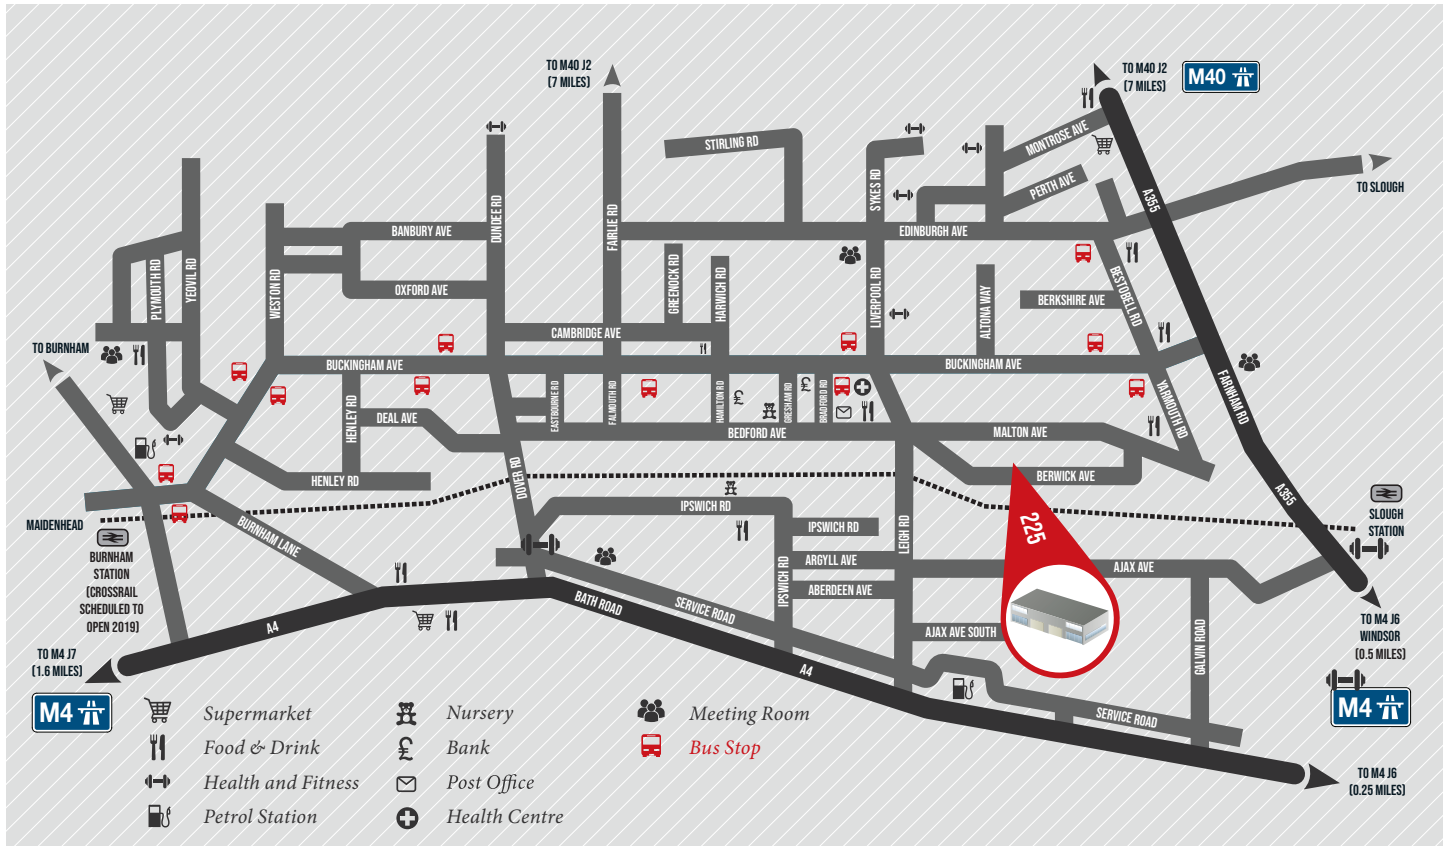 TO M40 J2
(7 MILES)
TO M40 J2
(7 MILES)
M40
MONTROSE AVE
STIRLING RD
PERTH AVE
A355
TO SLOUGH
SYKES RD
DUNDEE RD
FAIRLIE RD
BANBURY AVE
EDINBURGH AVE
PLYMOUTH RD
YEOVIL RD
WESTON RD
OXFORD AVE
GREENOCK RD
HARWICH RD
LIVERPOOL RD
ALTONA WAY
BERKSHIRE AVE
BESTOBELL RD
CAMBRIDGE AVE
TO BURNHAM
BUCKINGHAM AVE
BUCKINGHAM AVE
HENLEY RD
DEAL AVE
EASTBOURNE RD
FALMOUTH RD
HAMILTON RD
GRESHAM RD
BRADFORD RD
YARMOUTH RD
FARNHAM RD
BEDFORD AVE
MALTON AVE
HENLEY RD
DOVER RD
BERWICK AVE
A355
SLOUGH
STATION
MAIDENHEAD
BURNHAM LANE
IPSWICH RD
IPSWICH RD
LEIGH RD
225
BURNHAM
STATION
(CROSSRAIL
SCHEDULED TO
OPEN 2019)
ARGYLL AVE
AJAX AVE
IPSWICH RD
ABERDEEN AVE
BATH ROAD
SERVICE ROAD
A4
AJAX AVE SOUTH
GALVIN ROAD
TO M4 J6
WINDSOR
(0.5 MILES)
TO M4 J7
(1.6 MILES)
M4
A4
M4
SERVICE ROAD
TO M4 J6
(0.25 MILES)
Supermarket
Nursery
Meeting Room
Food & Drink
£ Bank
Bus Stop
Health and Fitness
Post Office
Petrol Station
Health Centre
£
£